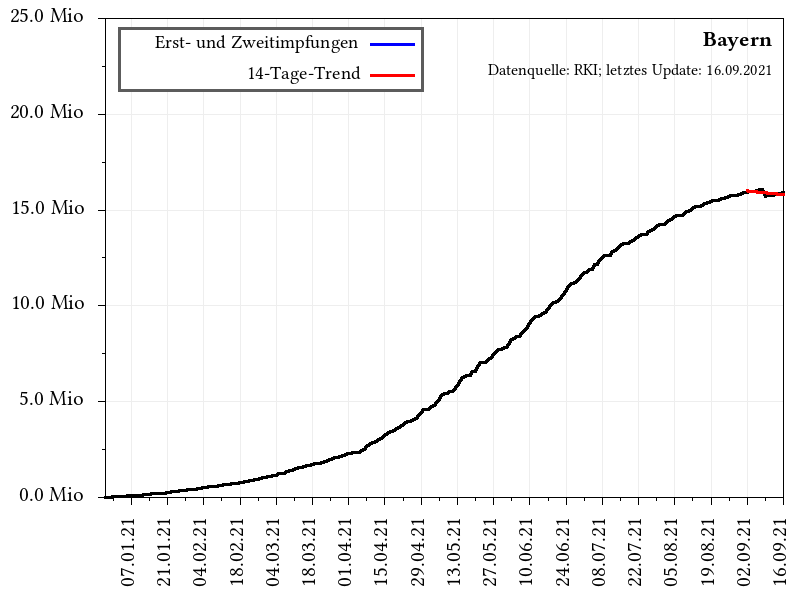 25.0 Mio
20.0 Mio
15.0 Mio
10.0 Mio
5.0 Mio
0.0 Mio
Erst- und Zweitimpfungen
14-Tage-Trend
Bayern
Datenquelle: RKI; letztes Update: 16.09.2021
07.01.21
21.01.21
04.02.21
18.02.21
04.03.21
18.03.21
01.04.21
15.04.21
29.04.21
13.05.21
27.05.21
10.06.21
24.06.21
08.07.21
22.07.21
05.08.21
19.08.21
02.09.21
16.09.21